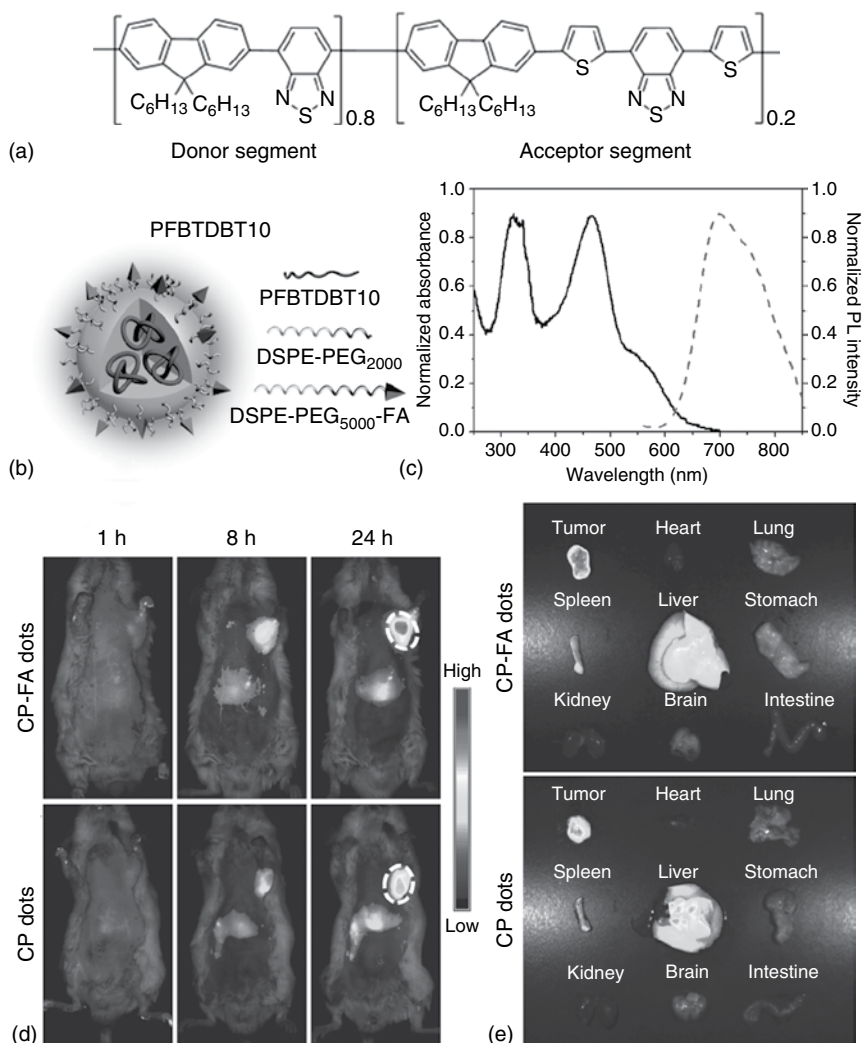 S
S
N
N
N
N
C₆H₁₃
C₆H₁₃
S
0.8
C₆H₁₃
C₆H₁₃
S
0.2
(a)
Donor segment
Acceptor segment
PFBTDBT10
PFBTDBT10
DSPE-PEG₂₀₀₀
DSPE-PEG₅₀₀₀-FA
(b)
1.0
0.8
0.6
0.4
0.2
0.0
Normalized absorbance
1.0
0.8
0.6
0.4
0.2
0.0
Normalized PL intensity
300 400 500 600 700 800
Wavelength (nm)
(c)
1 h
8 h
24 h
CP-FA dots
CP dots
High
Low
(d)
CP-FA dots
Tumor Heart Lung
Spleen Liver Stomach
Kidney Brain Intestine
CP dots
Tumor Heart Lung
Spleen Liver Stomach
Kidney Brain Intestine
(e)